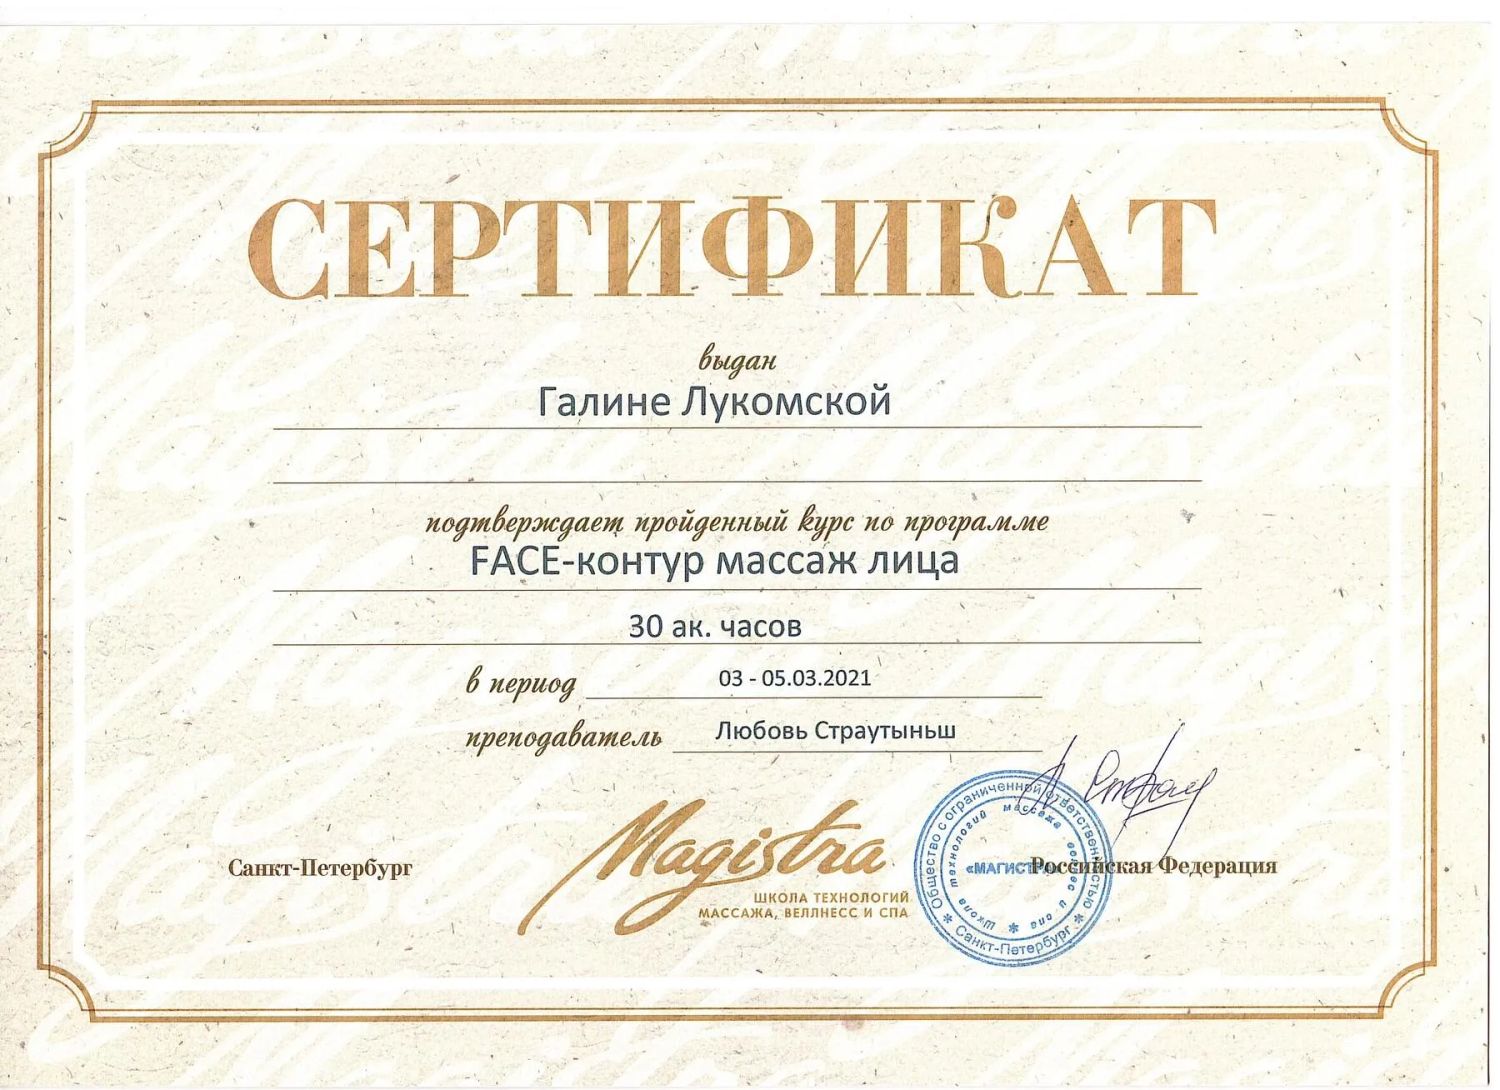 СЕРТИФИКАТ
выдан
Галине Лукомской
подтверждает пройденный курс по программе
FACE-контур массаж лица
30 ак. часов
в период 03 - 05.03.2021
преподаватель Любовь Страутыньш
Magistra
ШКОЛА ТЕХНОЛОГИЙ
МАССАЖА, ВЕЛЛНЕСС И СПА
Санкт-Петербург
Российская Федерация
Общество с ограниченной ответственностью
* Санкт-Петербург *
Школа технологий массажа, веллнес и спа *
«МАГИСТРА»